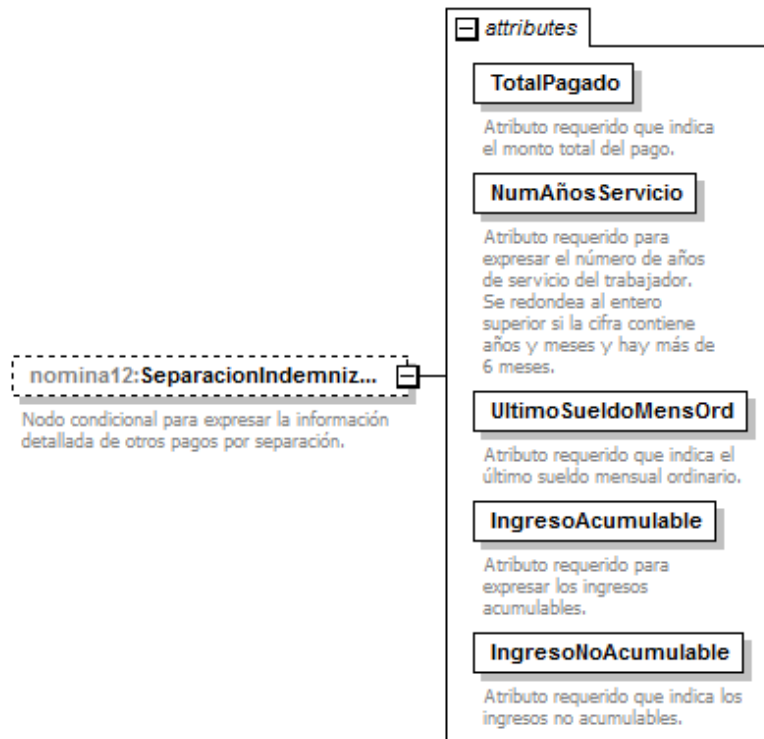 attributes
TotalPagado
Atributo requerido que indica
el monto total del pago.
NumAñosServicio
Atributo requerido para
expresar el número de años
de servicio del trabajador.
Se redondea al entero
superior si la cifra contiene
años y meses y hay más de
6 meses.
nomina12:SeparacionIndemniz...
Nodo condicional para expresar la información
detallada de otros pagos por separación.
UltimoSueldoMensOrd
Atributo requerido que indica el
último sueldo mensual ordinario.
IngresoAcumulable
Atributo requerido para
expresar los ingresos
acumulables.
IngresoNoAcumulable
Atributo requerido que indica los
ingresos no acumulables.